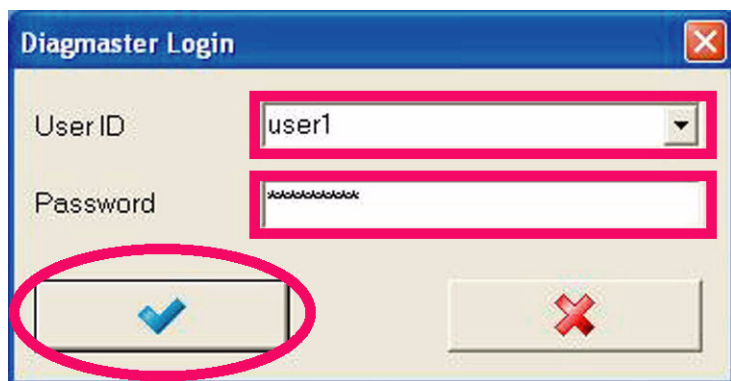 Diagmaster Login
User ID
user1
Password
**********